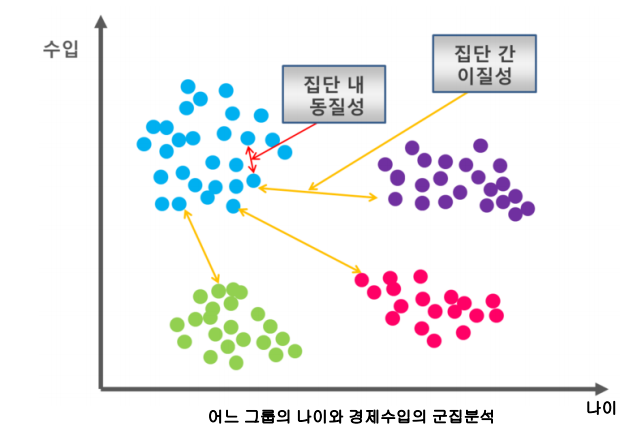 수입
집단 내
동질성
집단 간
이질성
나이
어느 그룹의 나이와 경제수입의 군집분석